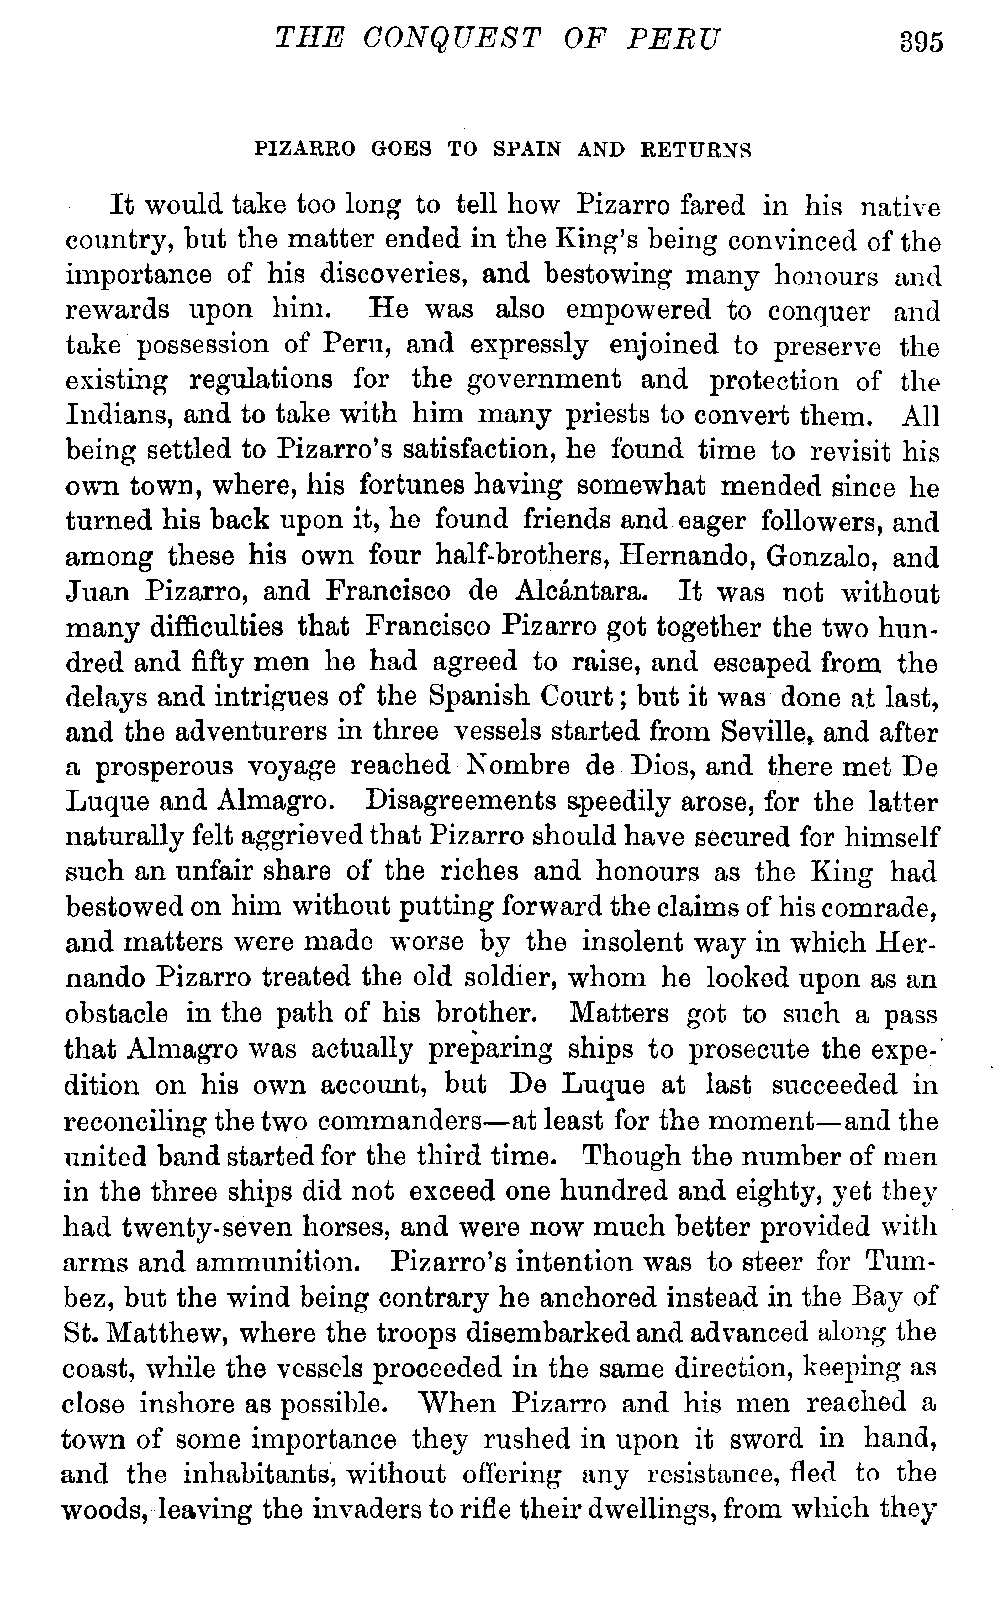 THE CONQUEST OF PERU 395
PIZARRO GOES TO SPAIN AND RETURNS
It would take too long to tell how Pizarro fared in his native
country, but the matter ended in the King's being convinced of the
importance of his discoveries, and bestowing many honours and
rewards upon him. He was also empowered to conquer and
take possession of Peru, and expressly enjoined to preserve the
existing regulations for the government and protection of the
Indians, and to take with him many priests to convert them. All
being settled to Pizarro's satisfaction, he found time to revisit his
own town, where, his fortunes having somewhat mended since he
turned his back upon it, he found friends and eager followers, and
among these his own four half-brothers, Hernando, Gonzalo, and
Juan Pizarro, and Francisco de Alcántara. It was not without
many difficulties that Francisco Pizarro got together the two hun-
dred and fifty men he had agreed to raise, and escaped from the
delays and intrigues of the Spanish Court; but it was done at last,
and the adventurers in three vessels started from Seville, and after
a prosperous voyage reached Nombre de Dios, and there met De
Luque and Almagro. Disagreements speedily arose, for the latter
naturally felt aggrieved that Pizarro should have secured for himself
such an unfair share of the riches and honours as the King had
bestowed on him without putting forward the claims of his comrade,
and matters were made worse by the insolent way in which Her-
nando Pizarro treated the old soldier, whom he looked upon as an
obstacle in the path of his brother. Matters got to such a pass
that Almagro was actually preparing ships to prosecute the expe-
dition on his own account, but De Luque at last succeeded in
reconciling the two commanders—at least for the moment—and the
united band started for the third time. Though the number of men
in the three ships did not exceed one hundred and eighty, yet they
had twenty-seven horses, and were now much better provided with
arms and ammunition. Pizarro's intention was to steer for Tum-
bez, but the wind being contrary he anchored instead in the Bay of
St. Matthew, where the troops disembarked and advanced along the
coast, while the vessels proceeded in the same direction, keeping as
close inshore as possible. When Pizarro and his men reached a
town of some importance they rushed in upon it sword in hand,
and the inhabitants, without offering any resistance, fled to the
woods, leaving the invaders to rifle their dwellings, from which they